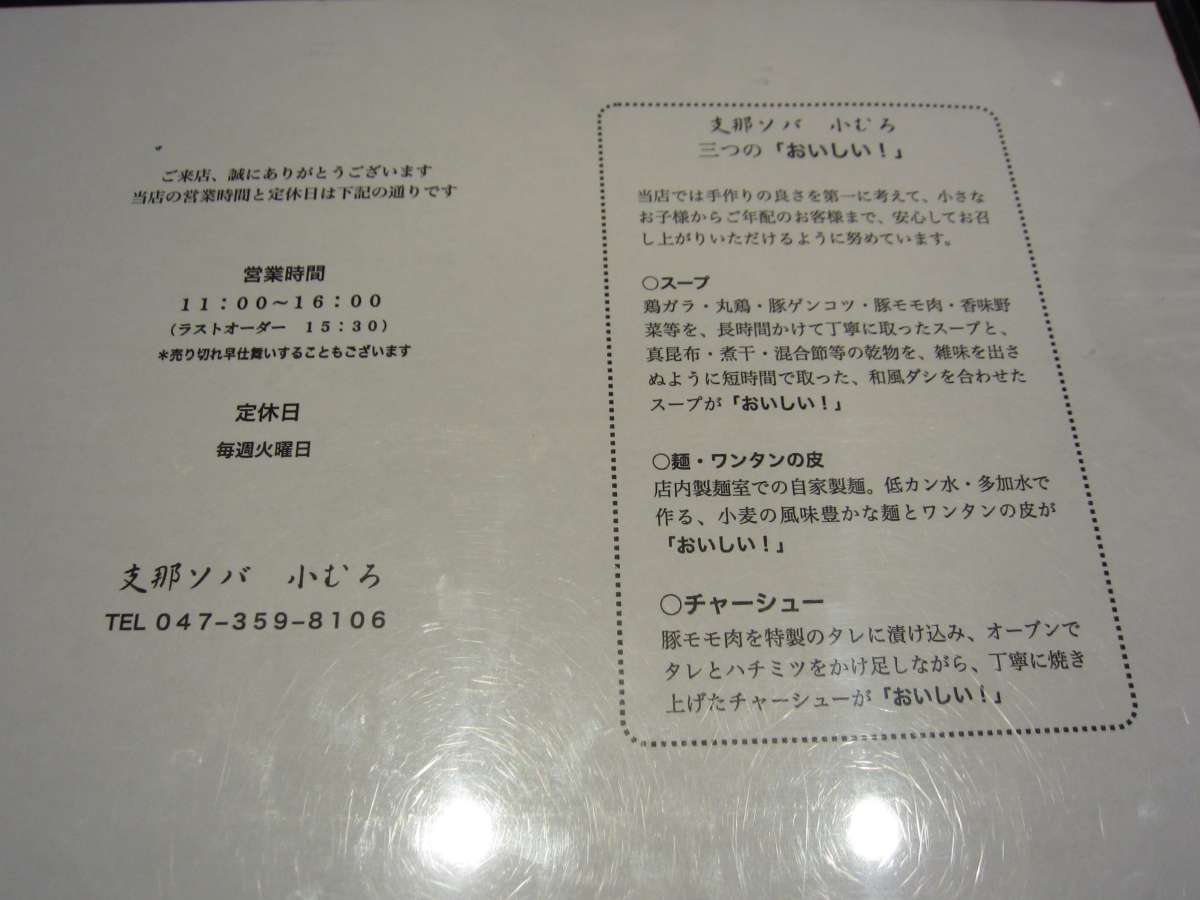 ご来店、誠にありがとうございます
当店の営業時間と定休日は下記の通りです
営業時間
11：00〜16：00
（ラストオーダー　15：30）
＊売り切れ早仕舞いすることもございます
定休日
毎週火曜日
支那ソバ　小むろ
TEL 047−359−8106
支那ソバ　小むろ
三つの「おいしい！」
当店では手作りの良さを第一に考えて、小さな
お子様からご年配のお客様まで、安心してお召
し上がりいただけるように努めています。
○スープ
鶏ガラ・丸鶏・豚ゲンコツ・豚モモ肉・香味野
菜等を、長時間かけて丁寧に取ったスープと、
真昆布・煮干・混合節等の乾物を、雑味を出さ
ぬように短時間で取った、和風ダシを合わせた
スープが「おいしい！」
○麺・ワンタンの皮
店内製麺室での自家製麺。低カン水・多加水で
作る、小麦の風味豊かな麺とワンタンの皮が
「おいしい！」
○チャーシュー
豚モモ肉を特製のタレに漬け込み、オーブンで
タレとハチミツをかけ足しながら、丁寧に焼き
上げたチャーシューが「おいしい！」